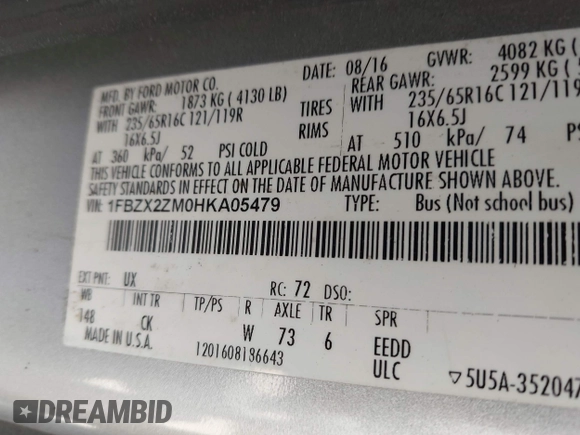 MFD. BY FORD MOTOR CO.
DATE: 08/16 GVWR: 4082 KG (
FRONT GAWR: 1873 KG ( 4130 LB) REAR GAWR: 2599 KG (
WITH 235/65R16C 121/119R TIRES WITH 235/65R16C 121/119
16X6.5J RIMS 16X6.5J
AT 360 kPa/ 52 PSI COLD AT 510 kPa/ 74 PS
THIS VEHICLE CONFORMS TO ALL APPLICABLE FEDERAL MOTOR VEHICLE
SAFETY STANDARDS IN EFFECT ON THE DATE OF MANUFACTURE SHOWN ABOVE.
VIN: 1FBZX2ZM0HKA05479 TYPE: Bus (Not school bus)
EXT PNT: UX RC: 72 DSO:
WB INT TR TP/PS R AXLE TR SPR
148 CK W 73 6 EEDD
MADE IN U.S.A. 1201608186643 ULC ▽5U5A-352047
DREAMBID